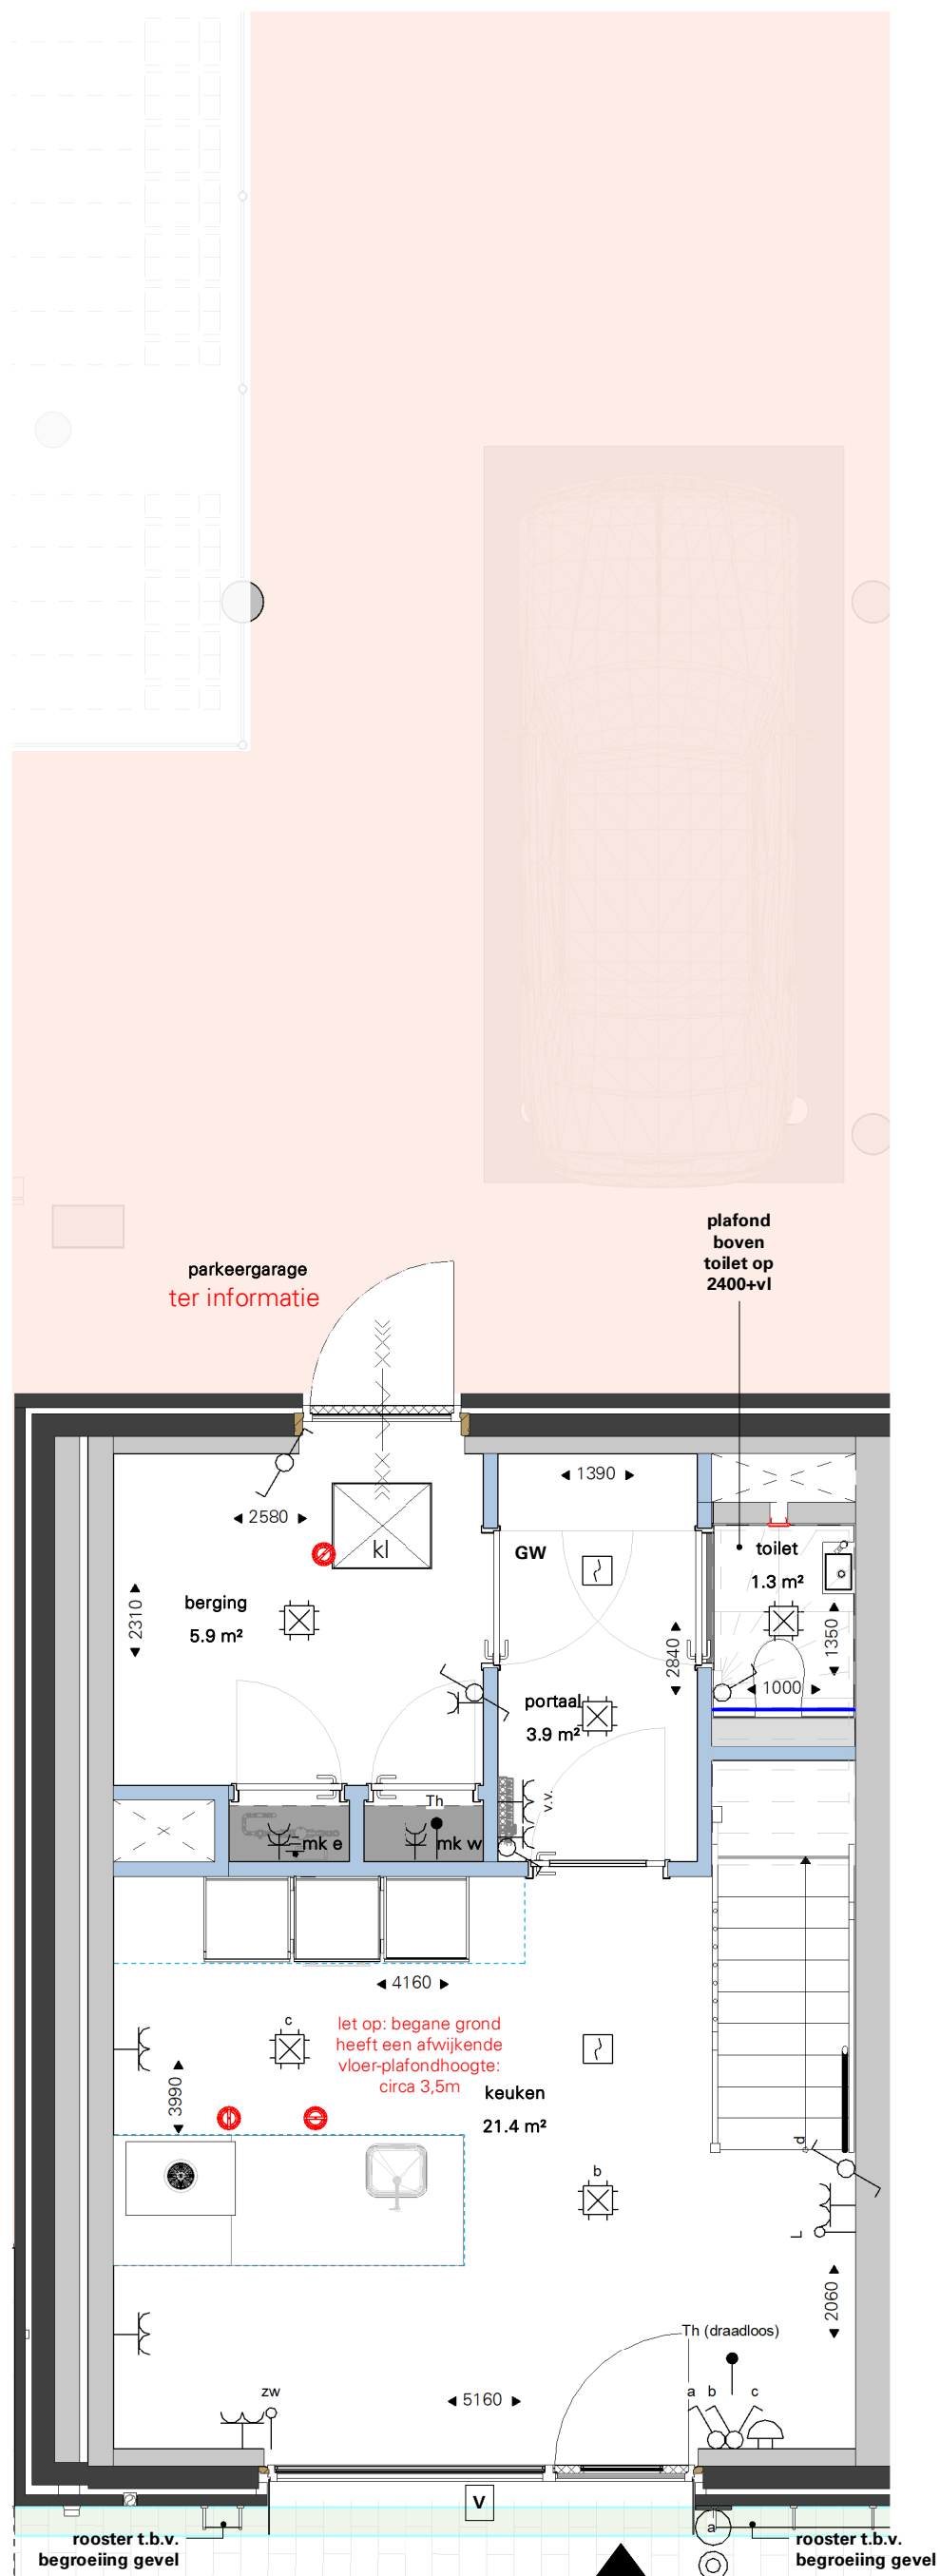 plafond
boven
toilet op
2400+vl
parkeergarage
ter informatie
1390
2580
kl
GW
toilet
1.3 m²
berging
5.9 m²
2310
1350
2840
1000
portaal
3.9 m²
Th
v.v.
mk e
mk w
4160
c
let op: begane grond
heeft een afwijkende
vloer-plafondhoogte:
circa 3,5m
keuken
21.4 m²
3990
d
b
L
2060
Th (draadloos)
zw
5160
a b c
V
a
rooster t.b.v.
begroeiing gevel
rooster t.b.v.
begroeiing gevel